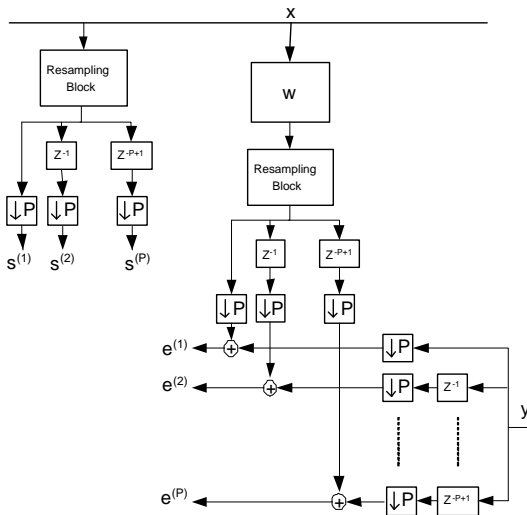 x
Resampling
Block
w
Z⁻¹
Z⁻ᴾ⁺¹
↓P
↓P
↓P
s⁽¹⁾
s⁽²⁾
s⁽ᴾ⁾
Resampling
Block
Z⁻¹
Z⁻ᴾ⁺¹
↓P
↓P
↓P
e⁽¹⁾
+
↓P
e⁽²⁾
+
↓P
Z⁻¹
y
e⁽ᴾ⁾
+
↓P
Z⁻ᴾ⁺¹